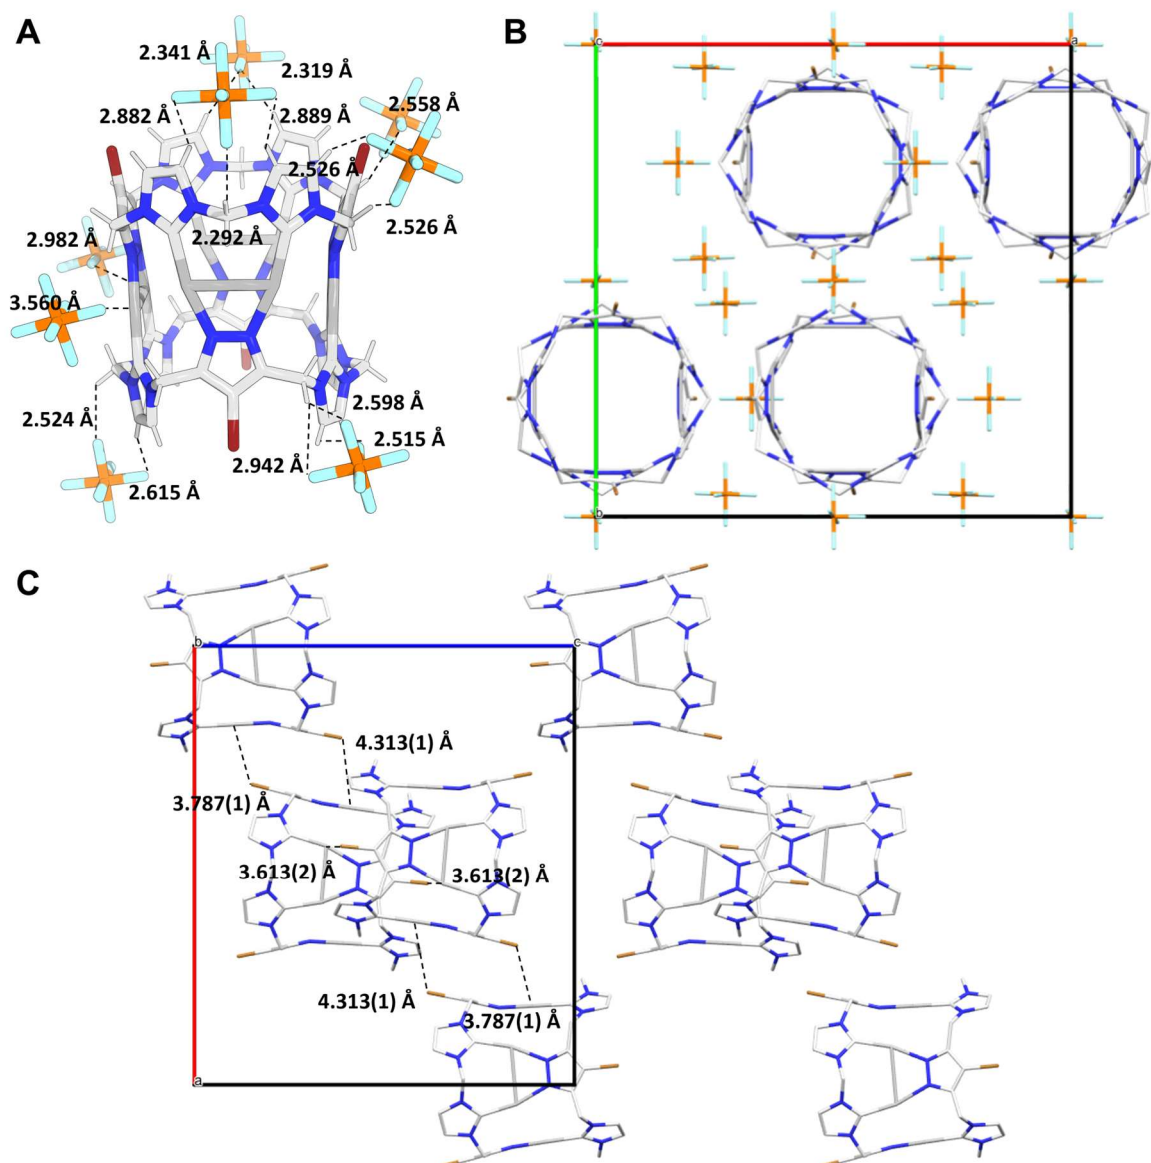 A
B
2.341 Å
2.319 Å
2.882 Å
2.889 Å
2.558 Å
2.526 Å
2.526 Å
2.292 Å
2.982 Å
3.560 Å
2.524 Å
2.598 Å
2.515 Å
2.942 Å
2.615 Å
c
a
b
C
b
c
4.313(1) Å
3.787(1) Å
3.613(2) Å
3.613(2) Å
4.313(1) Å
3.787(1) Å
a